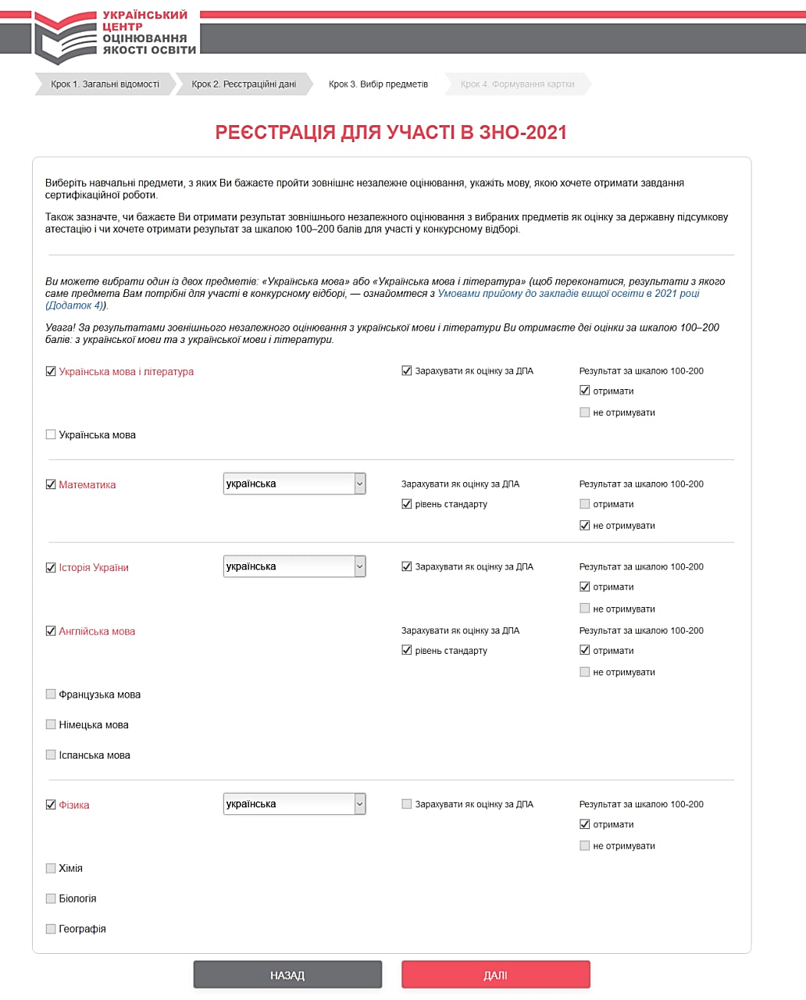 УКРАЇНСЬКИЙ
ЦЕНТР
ОЦІНЮВАННЯ
ЯКОСТІ ОСВІТИ
Крок 1. Загальні відомості
Крок 2. Реєстраційні дані
Крок 3. Вибір предметів
Крок 4. Формування картки
РЕЄСТРАЦІЯ ДЛЯ УЧАСТІ В ЗНО-2021
Виберіть навчальні предмети, з яких Ви бажаєте пройти зовнішнє незалежне оцінювання, укажіть мову, якою хочете отримати завдання
сертифікаційної роботи.
Також зазначте, чи бажаєте Ви отримати результат зовнішнього незалежного оцінювання з вибраних предметів як оцінку за державну підсумкову
атестацію і чи хочете отримати результат за шкалою 100–200 балів для участі у конкурсному відборі.
Ви можете вибрати один із двох предметів: «Українська мова» або «Українська мова і література» (щоб переконатися, результати з якого
саме предмета Вам потрібні для участі в конкурсному відборі, — ознайомтеся з Умовами прийому до закладів вищої освіти в 2021 році
(Додаток 4)).
Увага! За результатами зовнішнього незалежного оцінювання з української мови і літератури Ви отримаєте дві оцінки за шкалою 100–200
балів: з української мови та з української мови і літератури.
Українська мова і література
Зарахувати як оцінку за ДПА
Результат за шкалою 100-200
отримати
не отримувати
Українська мова
Математика
українська
Зарахувати як оцінку за ДПА
Результат за шкалою 100-200
рівень стандарту
отримати
не отримувати
Історія України
українська
Зарахувати як оцінку за ДПА
Результат за шкалою 100-200
отримати
не отримувати
Англійська мова
Зарахувати як оцінку за ДПА
Результат за шкалою 100-200
рівень стандарту
отримати
не отримувати
Французька мова
Німецька мова
Іспанська мова
Фізика
українська
Зарахувати як оцінку за ДПА
Результат за шкалою 100-200
отримати
не отримувати
Хімія
Біологія
Географія
НАЗАД
ДАЛІ